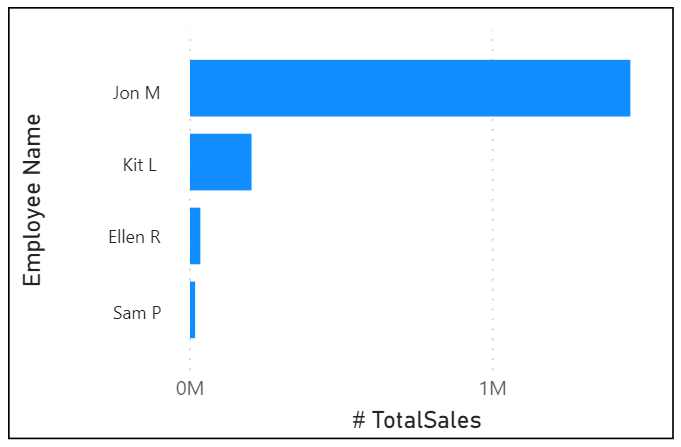 Employee Name
Jon M
Kit L
Ellen R
Sam P
0M 1M
# TotalSales